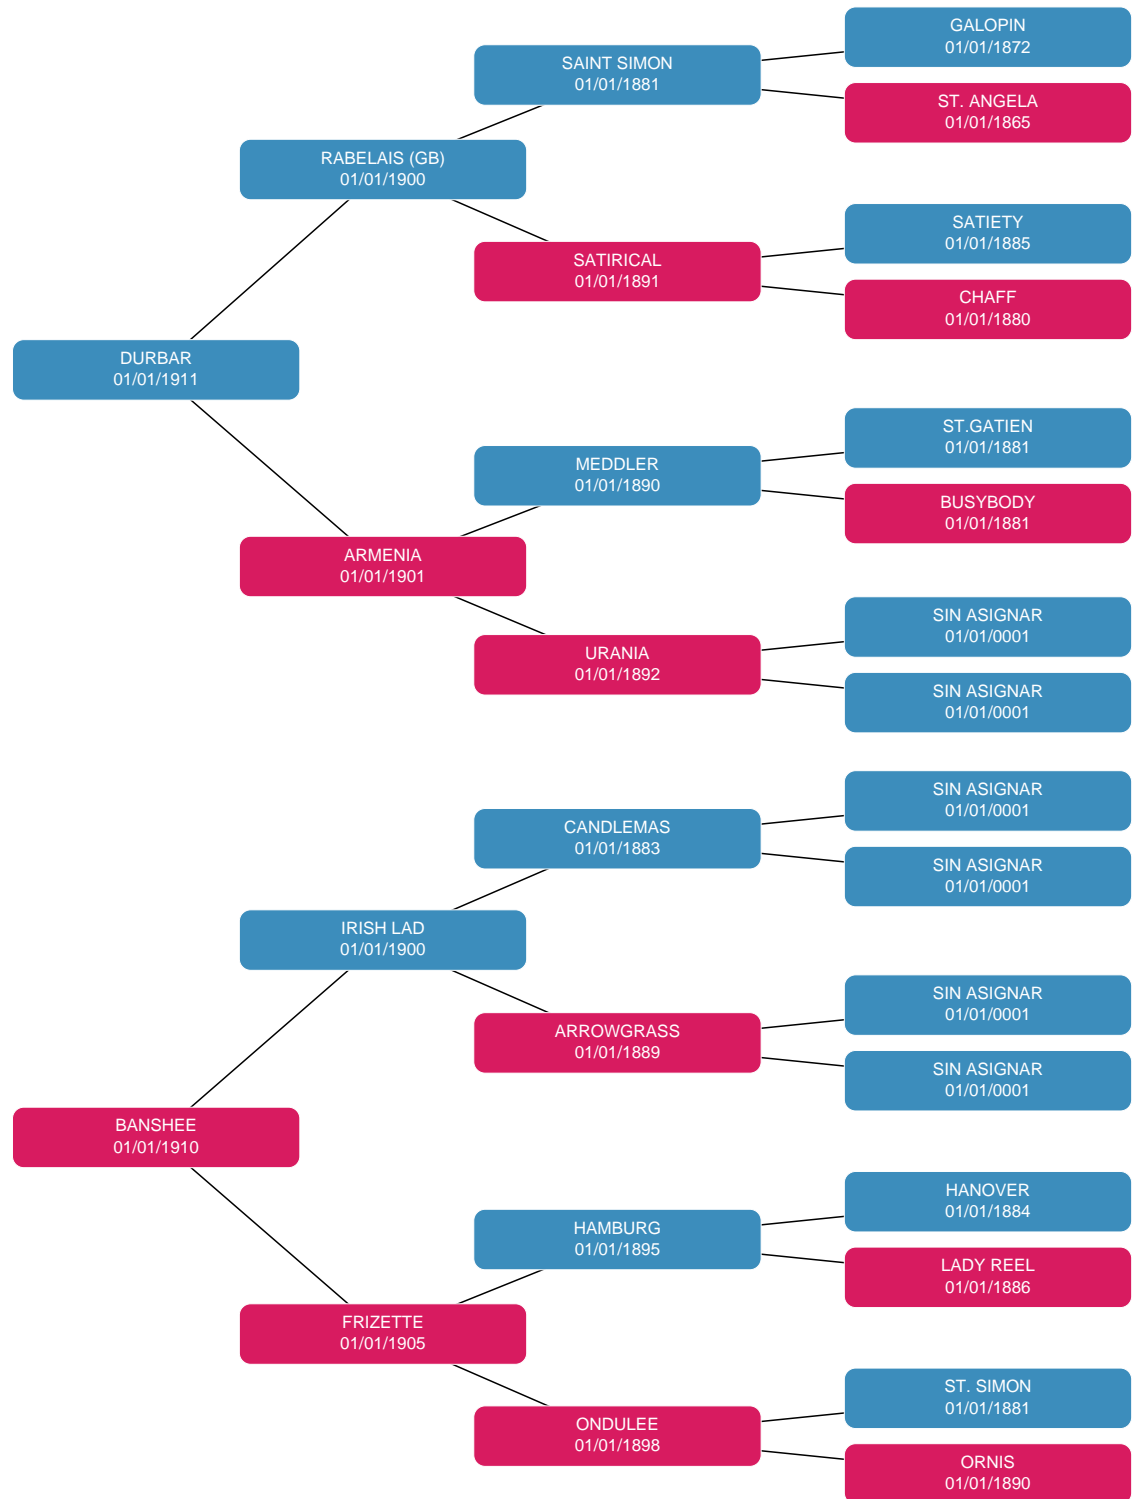 GALOPIN
01/01/1872
SAINT SIMON
01/01/1881
ST. ANGELA
01/01/1865
RABELAIS (GB)
01/01/1900
SATIETY
01/01/1885
SATIRICAL
01/01/1891
CHAFF
01/01/1880
DURBAR
01/01/1911
ST.GATIEN
01/01/1881
MEDDLER
01/01/1890
BUSYBODY
01/01/1881
ARMENIA
01/01/1901
SIN ASIGNAR
01/01/0001
URANIA
01/01/1892
SIN ASIGNAR
01/01/0001
SIN ASIGNAR
01/01/0001
CANDLEMAS
01/01/1883
SIN ASIGNAR
01/01/0001
IRISH LAD
01/01/1900
SIN ASIGNAR
01/01/0001
ARROWGRASS
01/01/1889
SIN ASIGNAR
01/01/0001
BANSHEE
01/01/1910
HANOVER
01/01/1884
HAMBURG
01/01/1895
LADY REEL
01/01/1886
FRIZETTE
01/01/1905
ST. SIMON
01/01/1881
ONDULEE
01/01/1898
ORNIS
01/01/1890